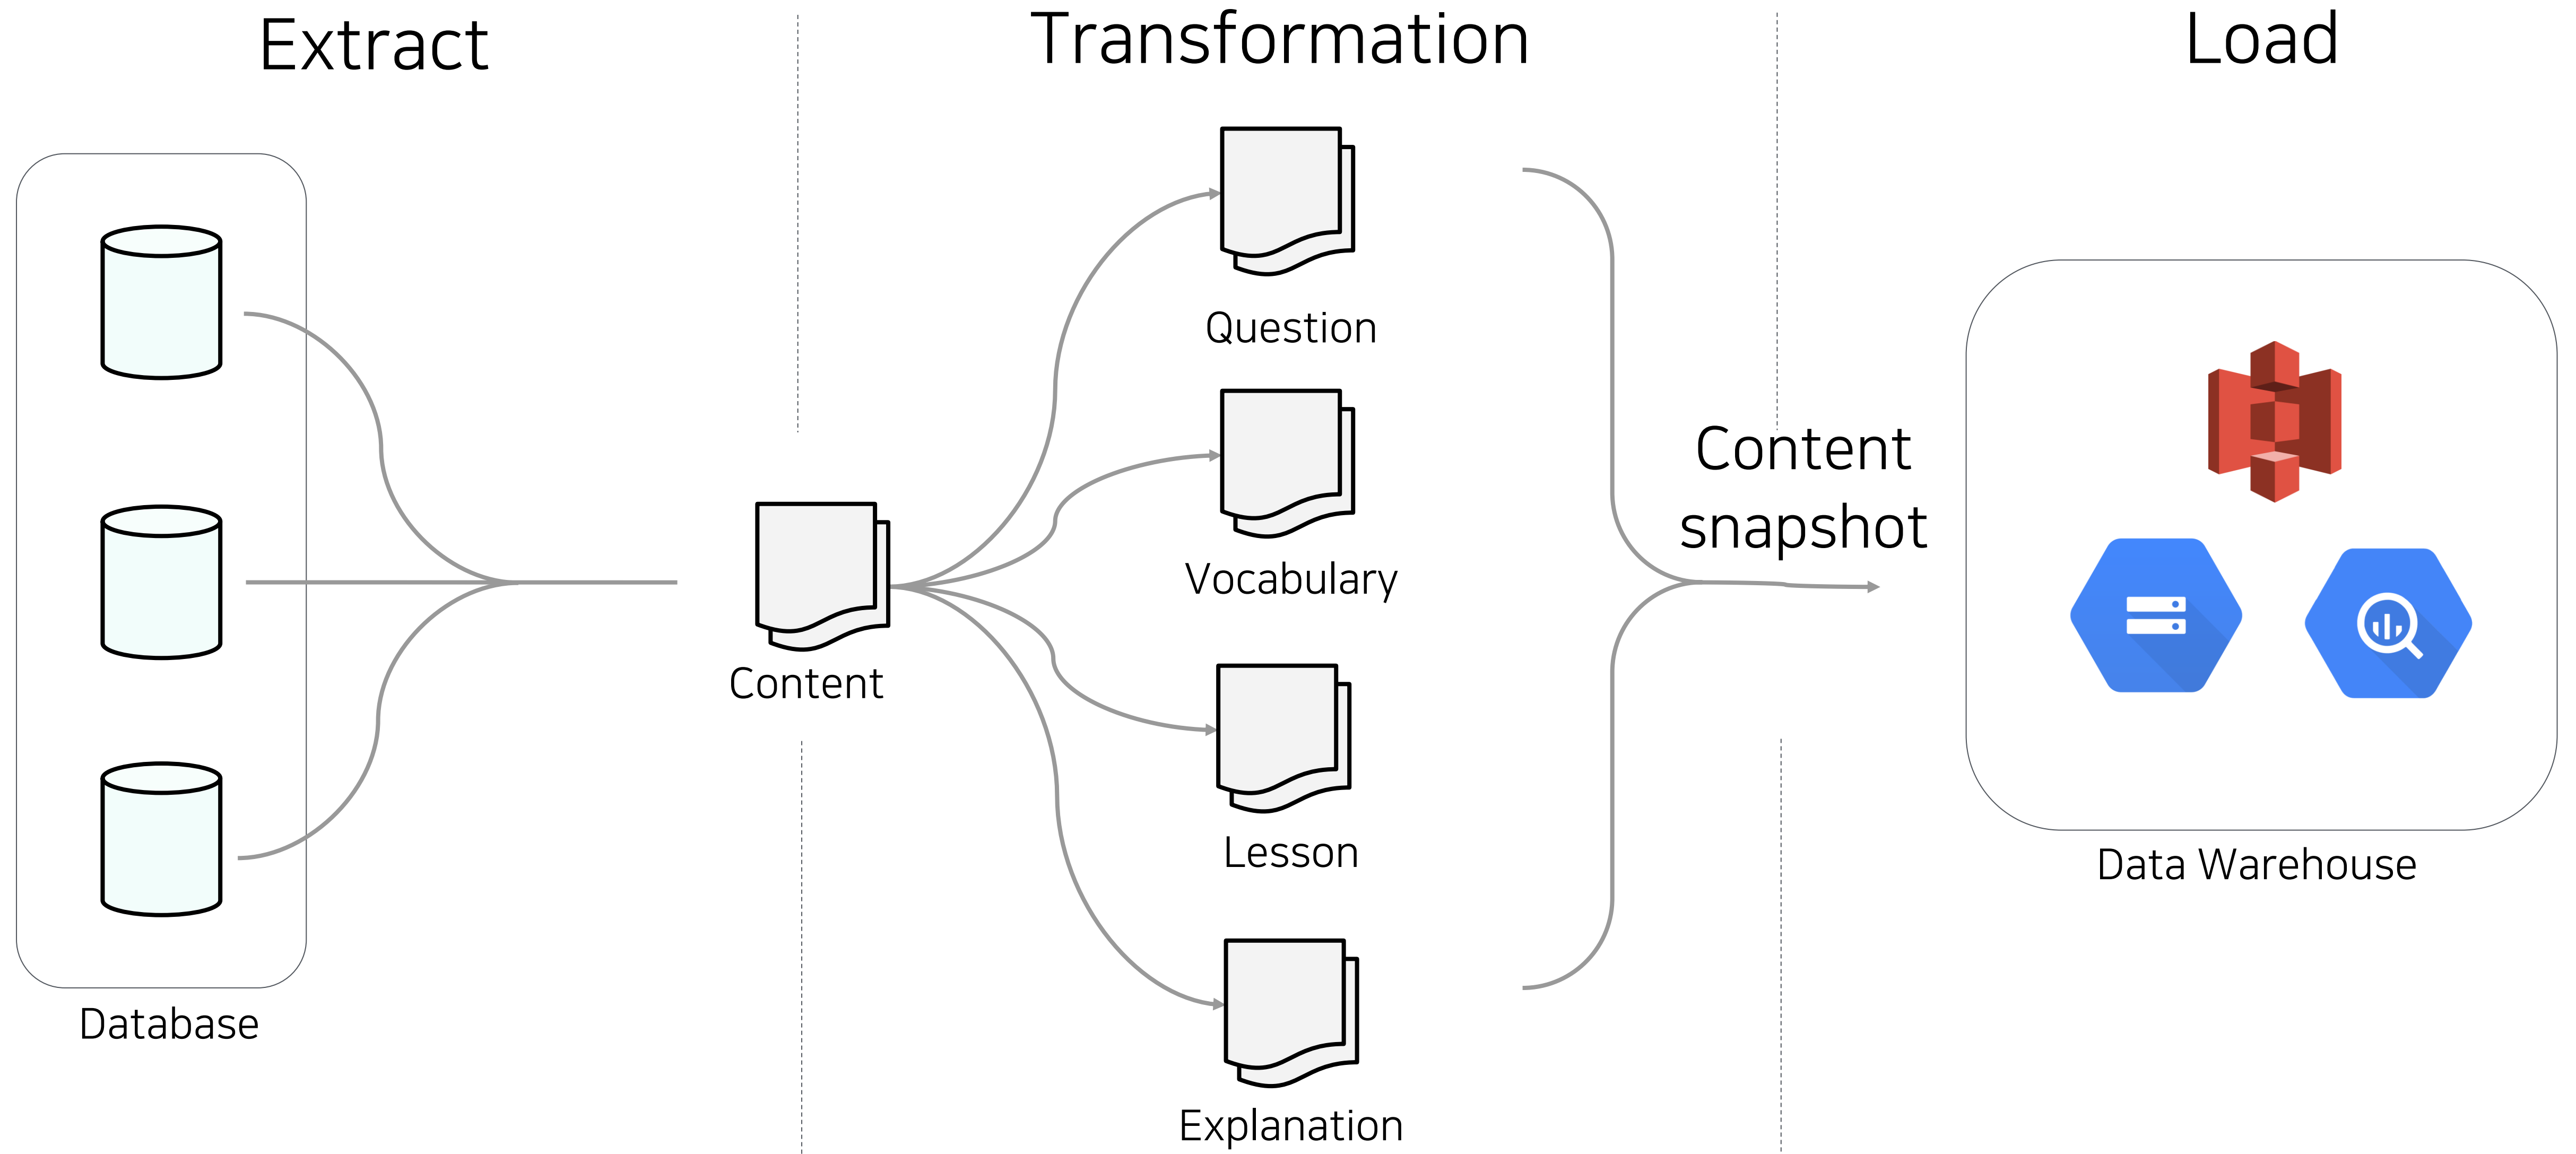 Extract
Transformation
Load
Database
Content
Question
Vocabulary
Lesson
Explanation
Content
snapshot
Data Warehouse